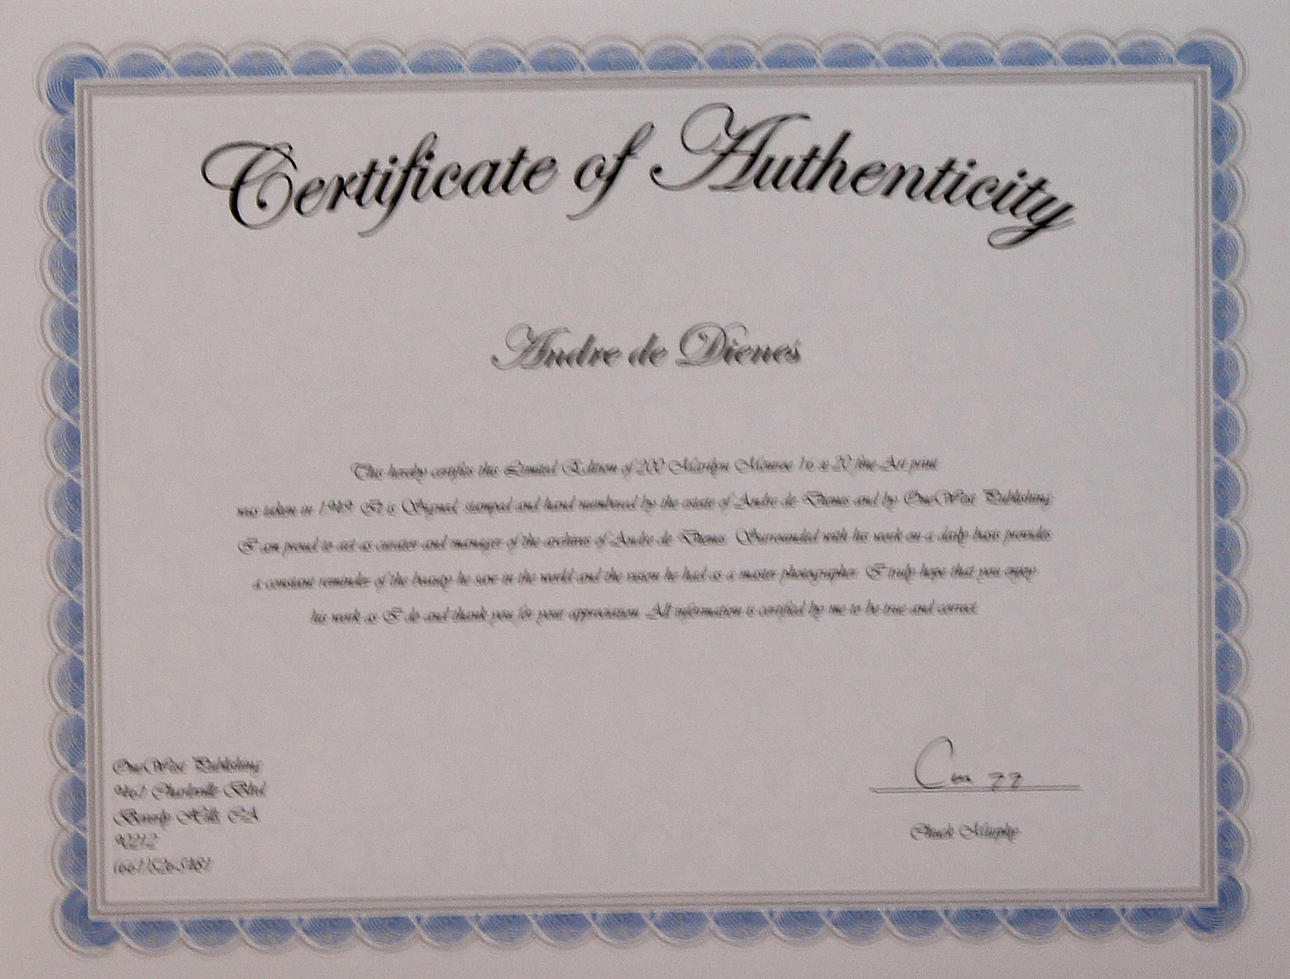 Certificate of Authenticity
Andre de Dienes
This hereby certifies this Limited Edition of 200 Marilyn Monroe 16 x 20 fine Art print
was taken in 1949. It is Signed, stamped and hand numbered by the estate of Andre de Dienes and by OneWest Publishing.
I am proud to act as curator and manager of the archives of Andre de Dienes. Surrounded with his work on a daily basis provides
a constant reminder of the beauty he saw in the world and the vision he had as a master photographer. I truly hope that you enjoy
his work as I do and thank you for your appreciation. All information is certified by me to be true and correct.
OneWest Publishing
9461 Charleville Blvd.
Beverly Hills, CA
90212
Chuck Murphy